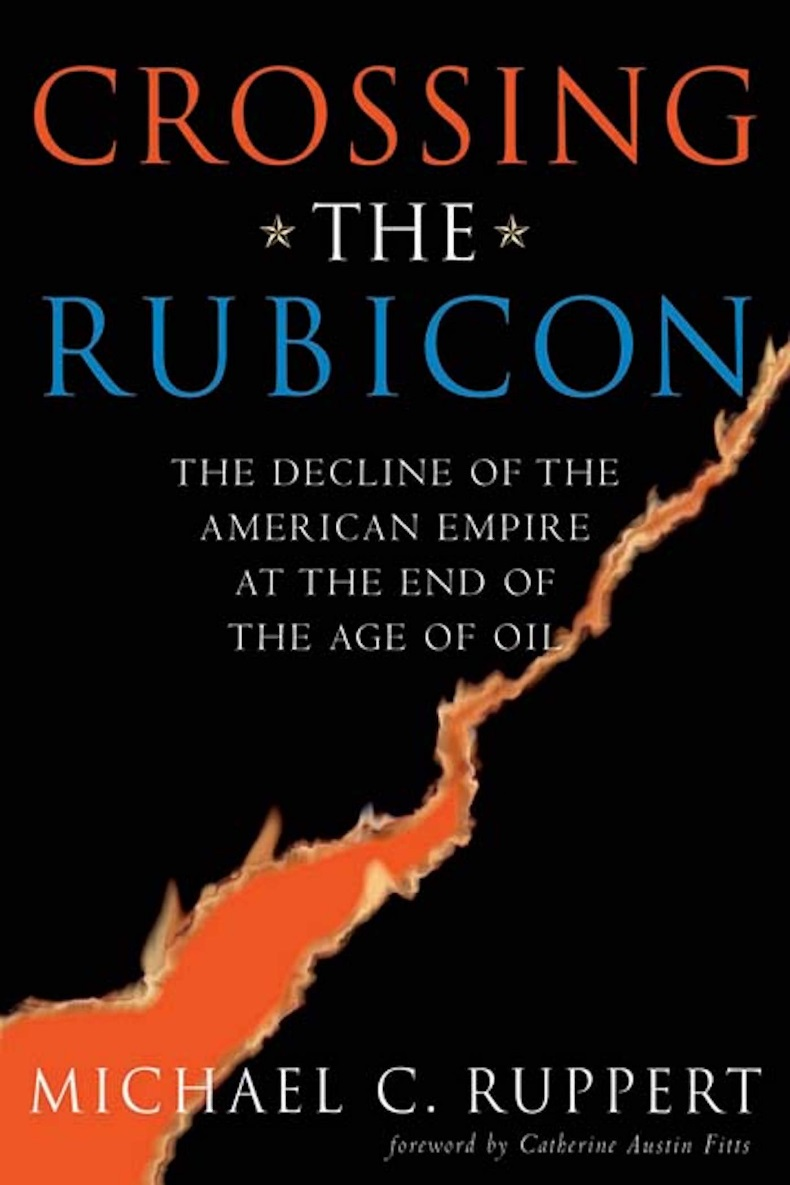 CROSSING
THE
RUBICON
THE DECLINE OF THE
AMERICAN EMPIRE
AT THE END OF
THE AGE OF OIL
MICHAEL C. RUPPERT
foreword by Catherine Austin Fitts